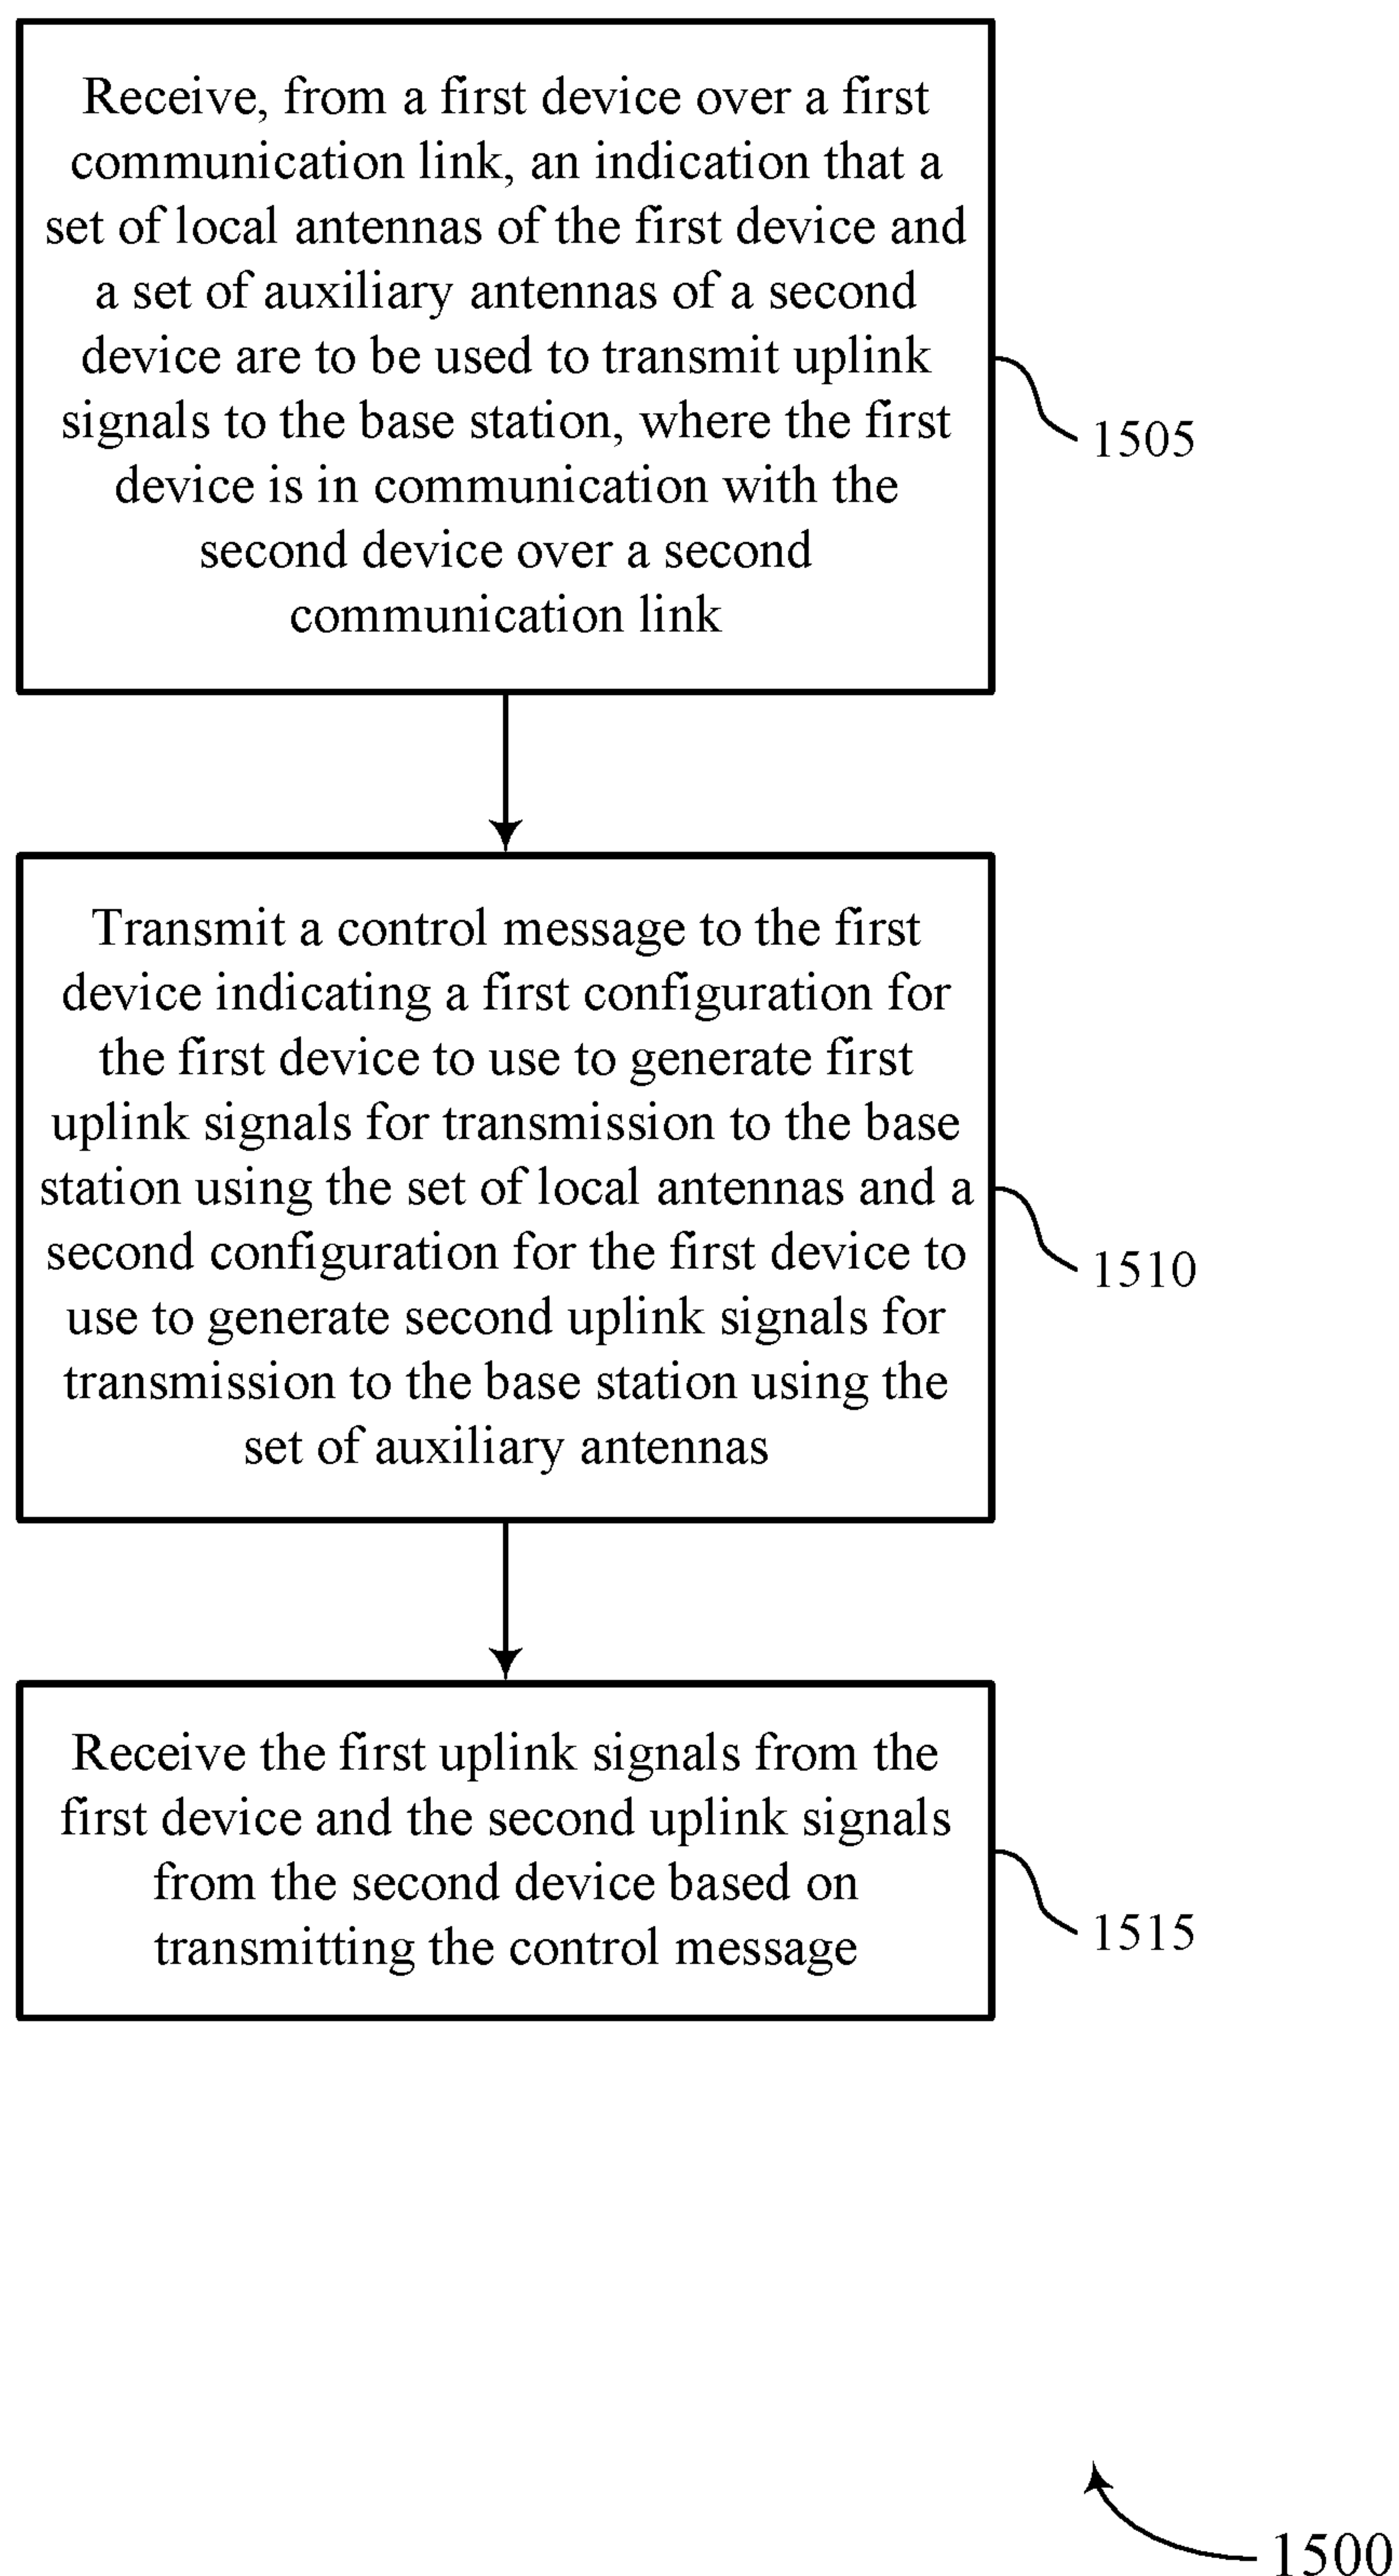 Receive, from a first device over a first
communication link, an indication that a
set of local antennas of the first device and
a set of auxiliary antennas of a second
device are to be used to transmit uplink
signals to the base station, where the first
device is in communication with the
second device over a second
communication link
1505
Transmit a control message to the first
device indicating a first configuration for
the first device to use to generate first
uplink signals for transmission to the base
station using the set of local antennas and a
second configuration for the first device to
use to generate second uplink signals for
transmission to the base station using the
set of auxiliary antennas
1510
Receive the first uplink signals from the
first device and the second uplink signals
from the second device based on
transmitting the control message
1515
1500